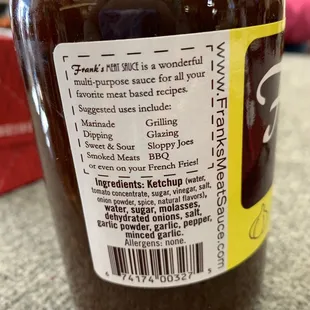 Frank's MEAT SAUCE is a wonderful
multi-purpose sauce for all your
favorite meat based recipes.
Suggested uses include:
Marinade Grilling
Dipping Glazing
Sweet & Sour Sloppy Joes
Smoked Meats BBQ
or even on your French Fries!
Ingredients: Ketchup (water,
tomato concentrate, sugar, vinegar, salt,
onion powder, spice, natural flavors),
water, sugar, molasses,
dehydrated onions, salt,
garlic powder, garlic, pepper,
minced garlic.
Allergens: none.
6 74174 00327 5
www.FranksMeatSauce.com